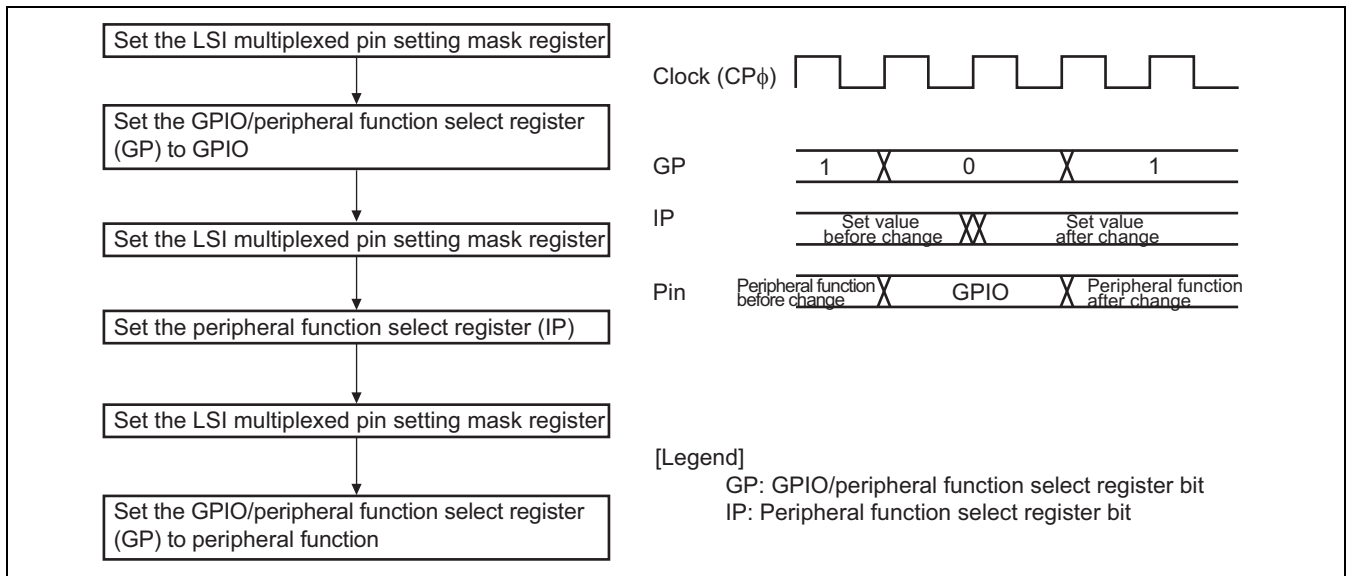 Set the LSI multiplexed pin setting mask register
Set the GPIO/peripheral function select register
(GP) to GPIO
Set the LSI multiplexed pin setting mask register
Set the peripheral function select register (IP)
Set the LSI multiplexed pin setting mask register
Set the GPIO/peripheral function select register
(GP) to peripheral function
Clock (CPϕ)
GP 1 0 1
IP Set value
before change Set value
after change
Pin Peripheral function
before change GPIO Peripheral function
after change
[Legend]
GP: GPIO/peripheral function select register bit
IP: Peripheral function select register bit